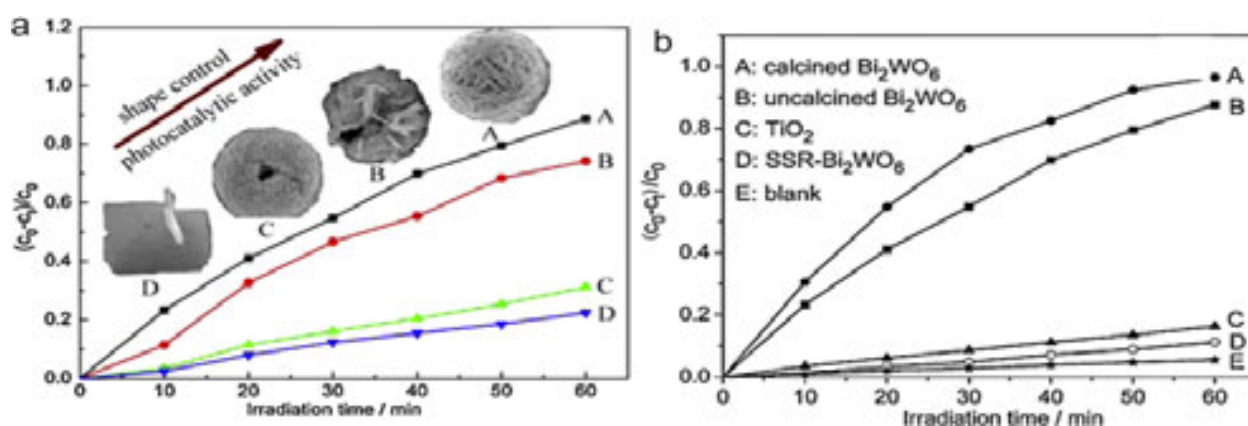 a
1.2
1.0
0.8
0.6
0.4
0.2
0.0
(c₀-cₜ)/c₀
shape control
photocatalytic activity
A
B
C
D
A
B
C
D
0 10 20 30 40 50 60
Irradiation time / min
b
1.0
0.8
0.6
0.4
0.2
0.0
(c₀-cₜ)/c₀
A: calcined Bi₂WO₆
B: uncalcined Bi₂WO₆
C: TiO₂
D: SSR-Bi₂WO₆
E: blank
A
B
C
D
E
0 10 20 30 40 50 60
Irradiation time / min